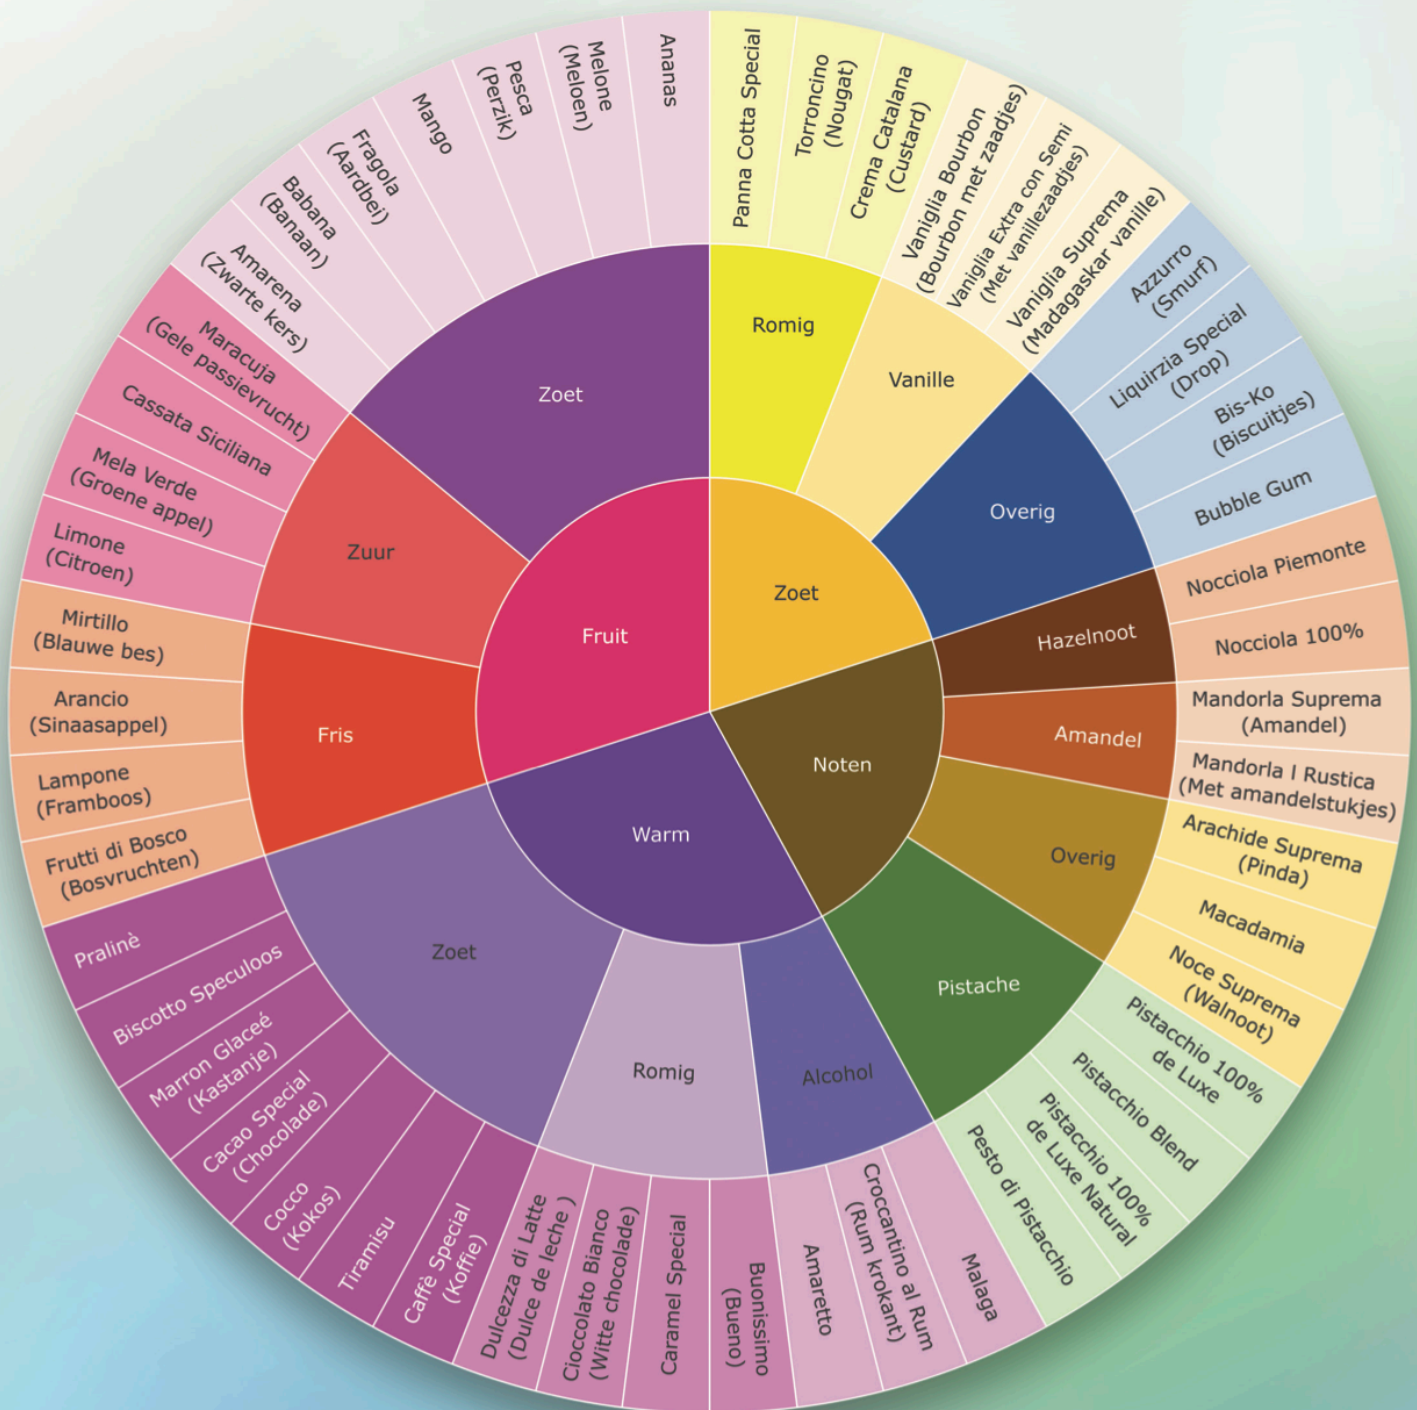 Zoet
Romig
Panna Cotta Special
Torroncino
(Nougat)
Crema Catalana
(Custard)
Vanille
Vaniglia Bourbon
(Bourbon met zaadjes)
Vaniglia Extra con Semi
(Met vanillezaadjes)
Vaniglia Suprema
(Madagaskar vanille)
Overig
Azzurro
(Smurf)
Liquirzia Special
(Drop)
Bis-Ko
(Biscuitjes)
Bubble Gum
Noten
Hazelnoot
Nocciola Piemonte
Nocciola 100%
Amandel
Mandorla Suprema
(Amandel)
Mandorla l Rustica
(Met amandelstukjes)
Overig
Arachide Suprema
(Pinda)
Macadamia
Noce Suprema
(Walnoot)
Pistache
Pistacchio 100%
de Luxe
Pistacchio Blend
Pistacchio 100%
de Luxe Natural
Pesto di Pistacchio
Warm
Alcohol
Malaga
Croccantino al Rum
(Rum krokant)
Amaretto
Romig
Buonissimo
(Bueno)
Caramel Special
Cioccolato Bianco
(Witte chocolade)
Dulcezza di Latte
(Dulce de leche )
Zoet
Caffè Special
(Koffie)
Tiramisu
Cocco
(Kokos)
Cacao Special
(Chocolade)
Marron Glaceé
(Kastanje)
Biscotto Speculoos
Pralinè
Fruit
Fris
Frutti di Bosco
(Bosvruchten)
Lampone
(Framboos)
Arancio
(Sinaasappel)
Mirtillo
(Blauwe bes)
Zuur
Limone
(Citroen)
Mela Verde
(Groene appel)
Cassata Siciliana
Maracuja
(Gele passievrucht)
Zoet
Amarena
(Zwarte kers)
Babana
(Banaan)
Fragola
(Aardbei)
Mango
Pesca
(Perzik)
Melone
(Meloen)
Ananas